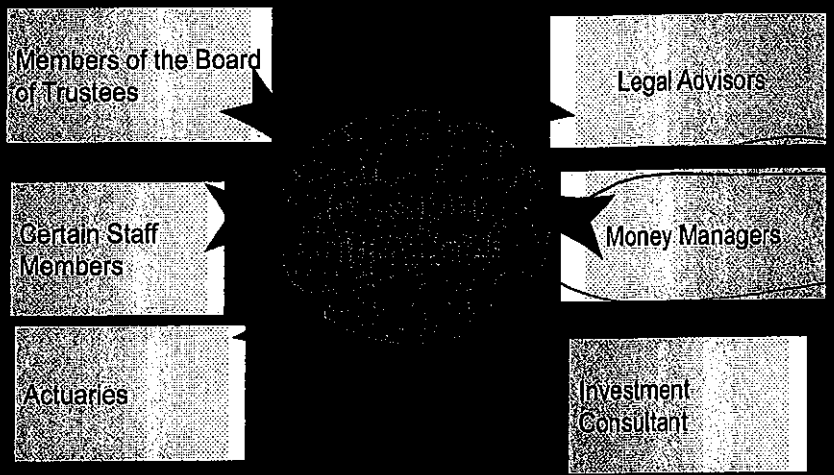 Members of the Board
of Trustees
Legal Advisors
Certain Staff
Members
Money Managers
Actuaries
Investment
Consultant